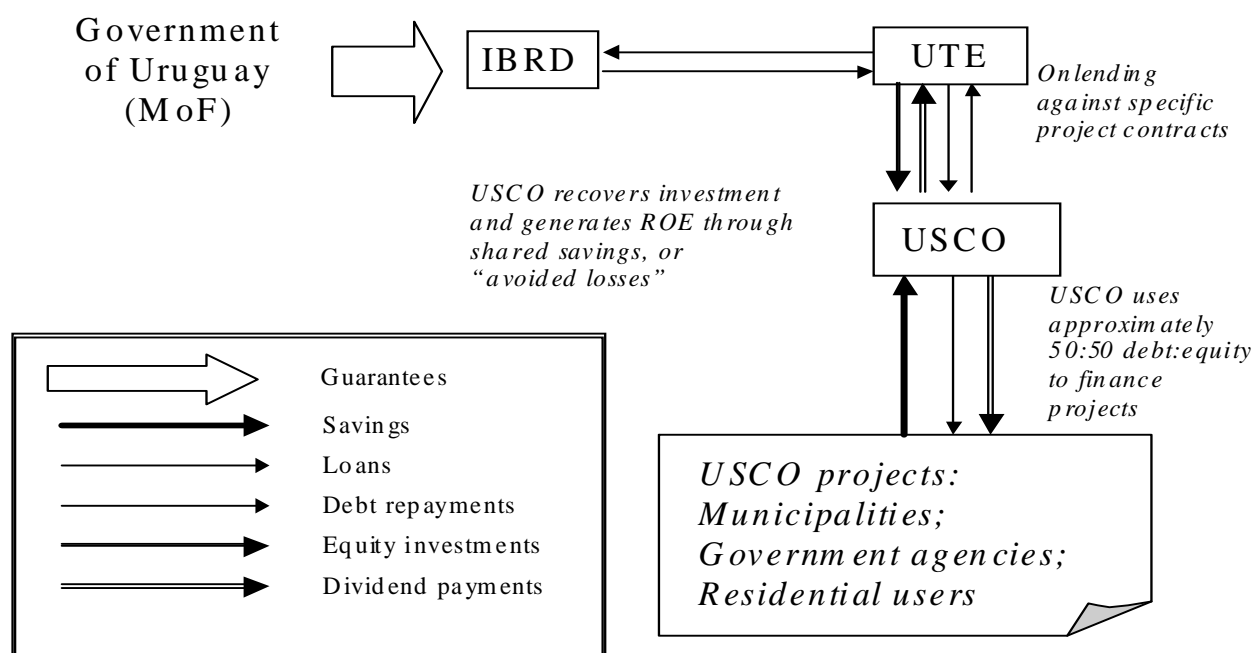 Government
of Uruguay
(MoF)
IBRD
UTE
Onlending
against specific
project contracts
USCO recovers investment
and generates ROE through
shared savings, or
“avoided losses”
USCO
USCO uses
approximately
50:50 debt:equity
to finance
projects
Guarantees
Savings
Loans
Debt repayments
Equity investments
Dividend payments
USCO projects:
Municipalities;
Government agencies;
Residential users